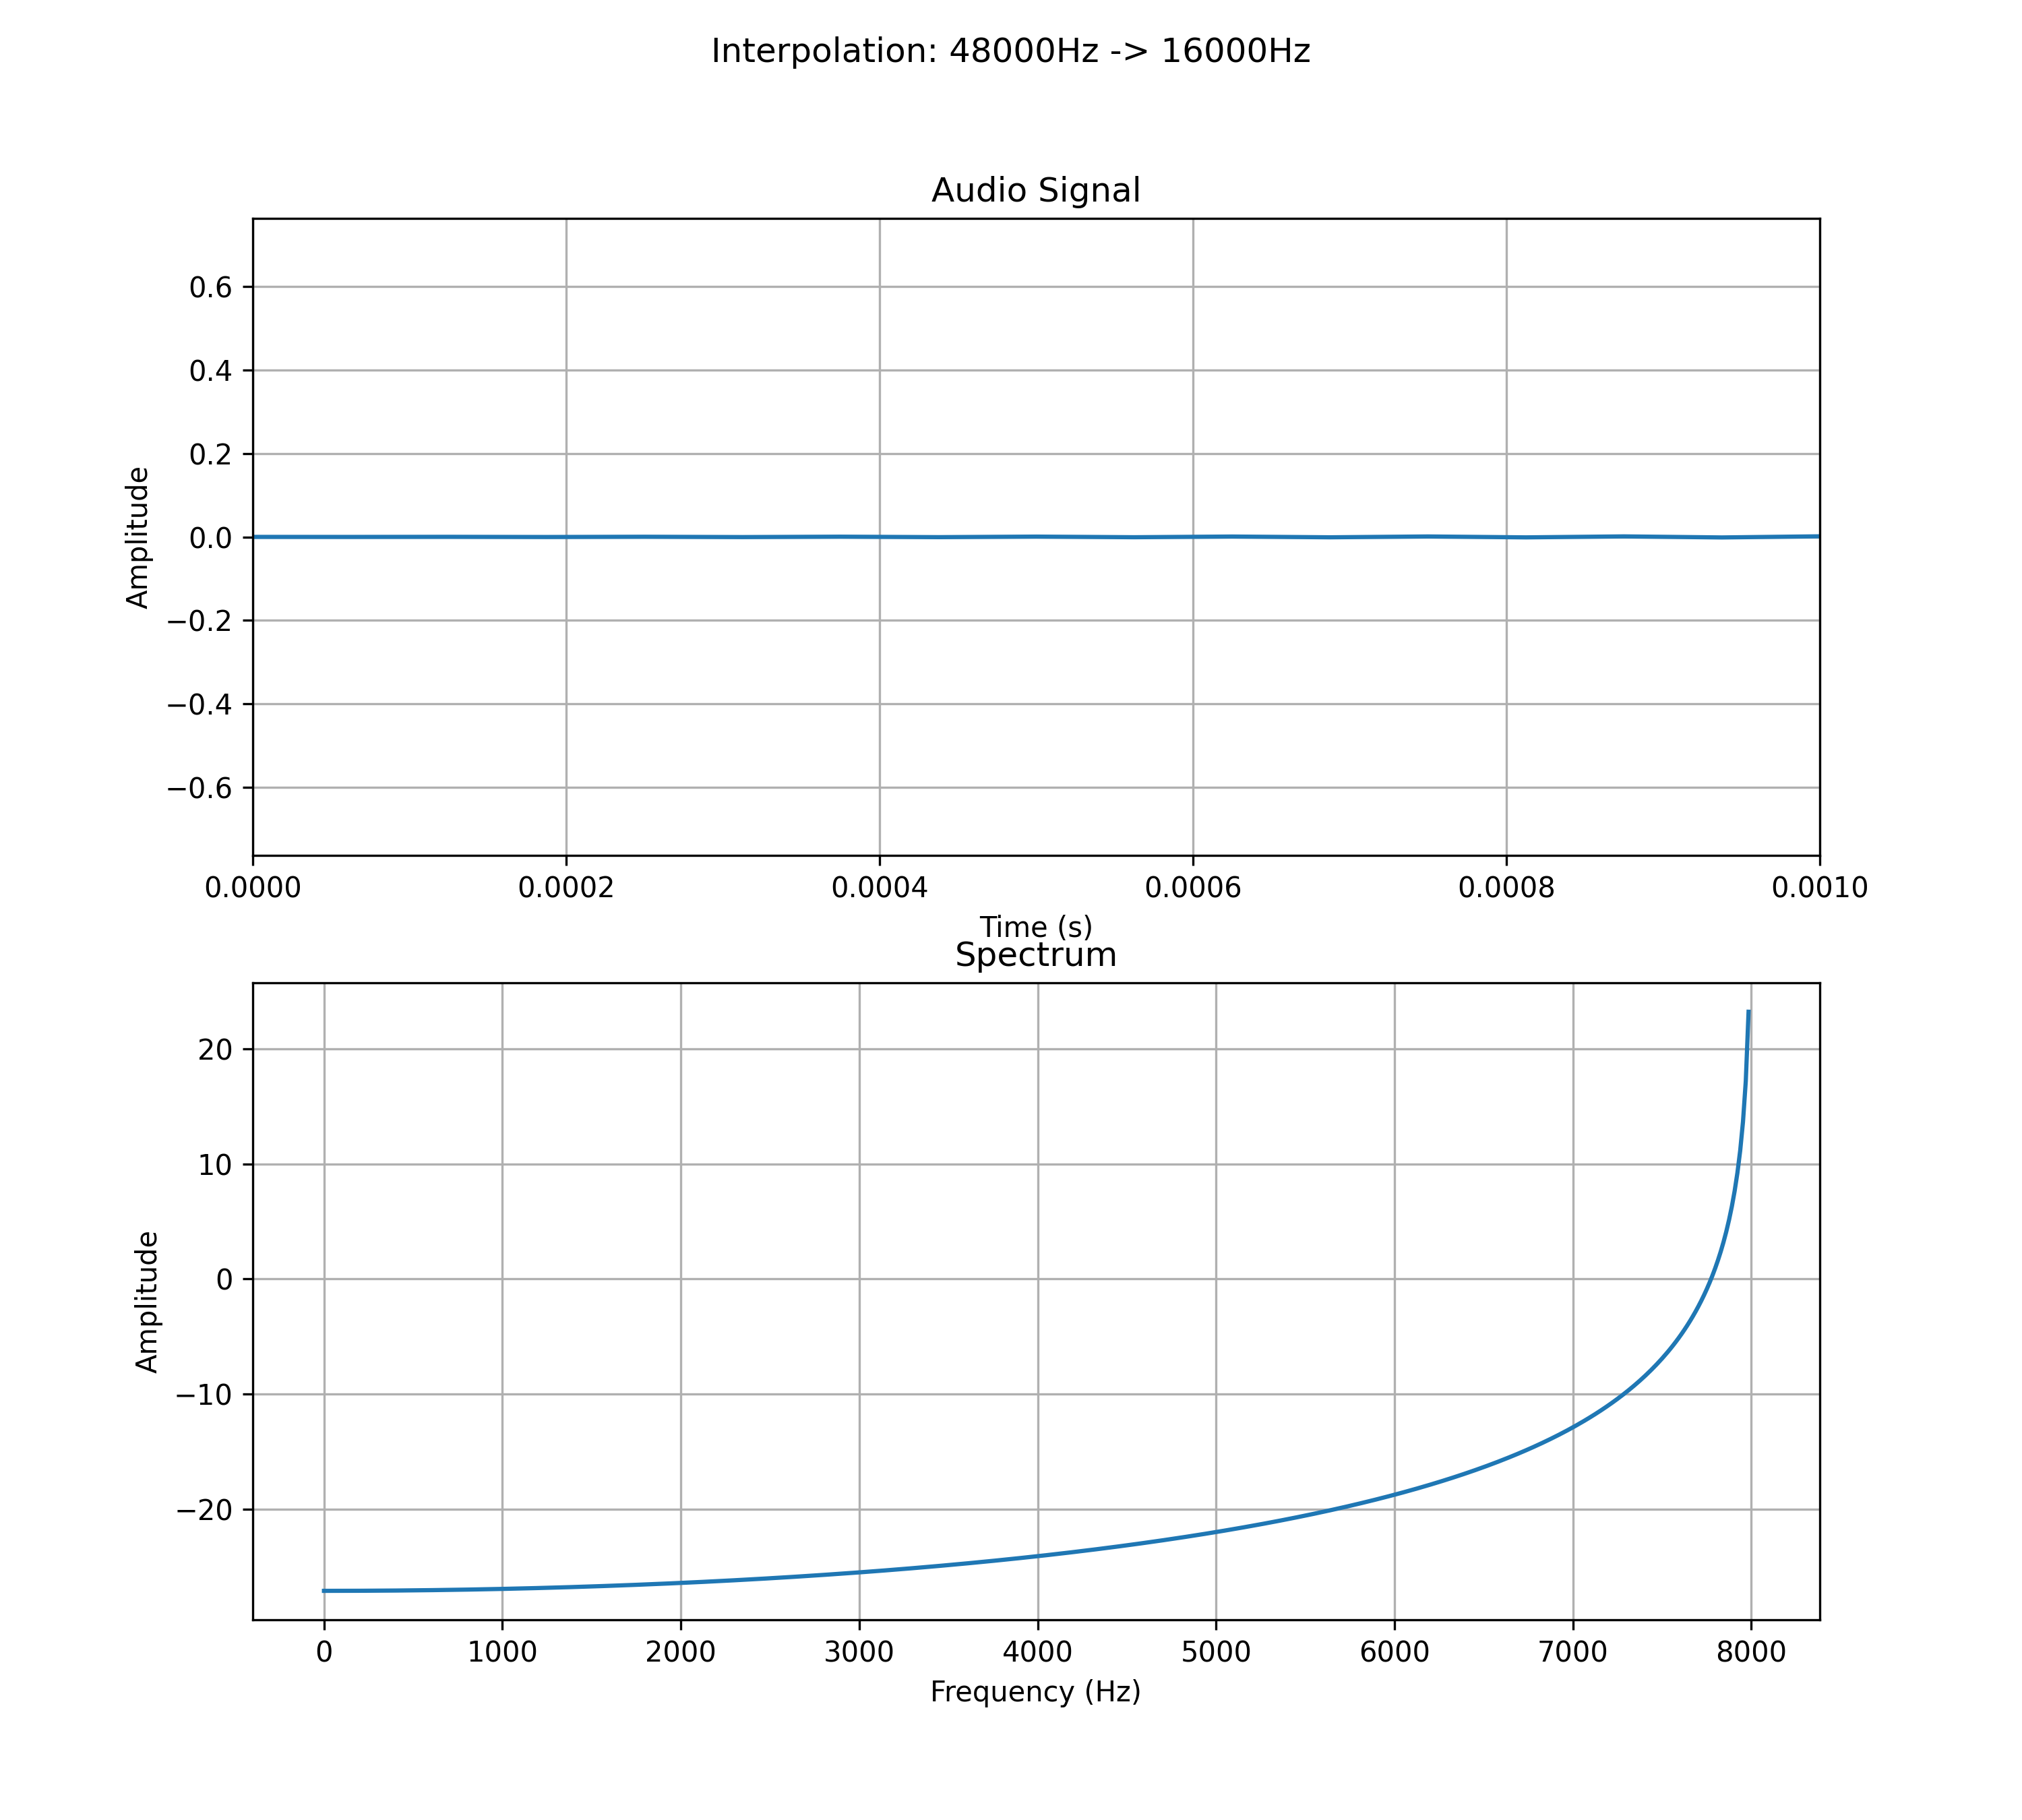 Interpolation: 48000Hz -> 16000Hz
Audio Signal
Amplitude
0.6
0.4
0.2
0.0
−0.2
−0.4
−0.6
0.0000 0.0002 0.0004 0.0006 0.0008 0.0010
Time (s)
Spectrum
Amplitude
20
10
0
−10
−20
0 1000 2000 3000 4000 5000 6000 7000 8000
Frequency (Hz)